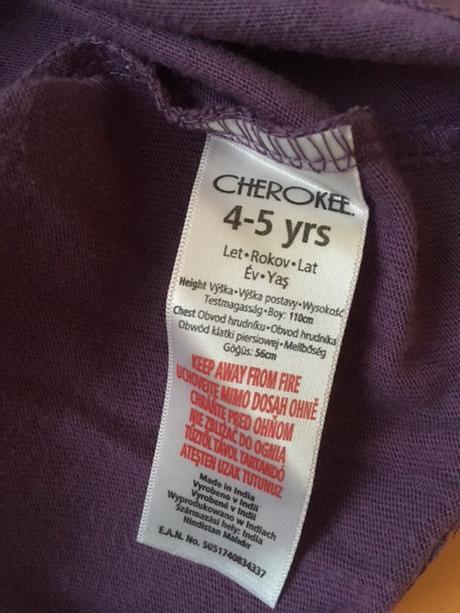 CHEROKEE.
4-5 yrs
Let•Rokov•Lat
Év•Yaş
Height Výška•Výška postavy•Wysokość
Testmagasság•Boy: 110cm
Chest Obvod hrudníku•Obvod hrudníka
Obwód klatki piersiowej•Mellbőség
Göğüs: 56cm
KEEP AWAY FROM FIRE
UCHOVEJTE MIMO DOSAH OHNĚ
CHRÁŇTE PRED OHŇOM
NIE ZBLIŻAĆ DO OGNIA
TŰZTŐL TÁVOL TARTANDÓ
ATEŞTEN UZAK TUTUNUZ
Made in India
Vyrobeno v Indii
Vyrobené v Indii
Wyprodukowano w Indiach
Származási hely: India
Hindistan Malıdır
E.A.N. No. 5051740834337